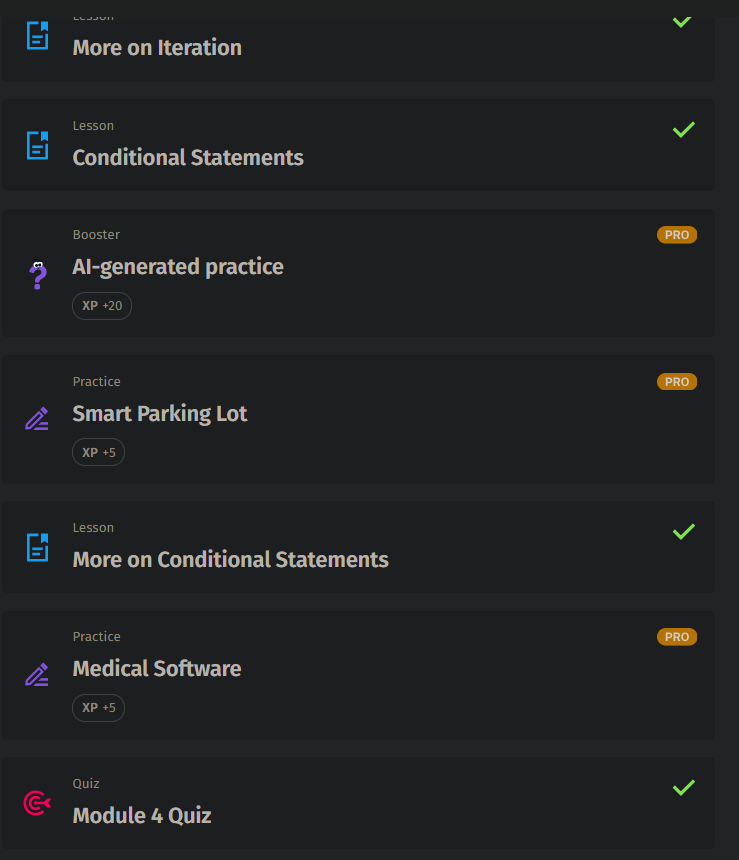 Lesson
More on Iteration
Lesson
Conditional Statements
Booster
PRO
AI-generated practice
XP +20
Practice
PRO
Smart Parking Lot
XP +5
Lesson
More on Conditional Statements
Practice
PRO
Medical Software
XP +5
Quiz
Module 4 Quiz